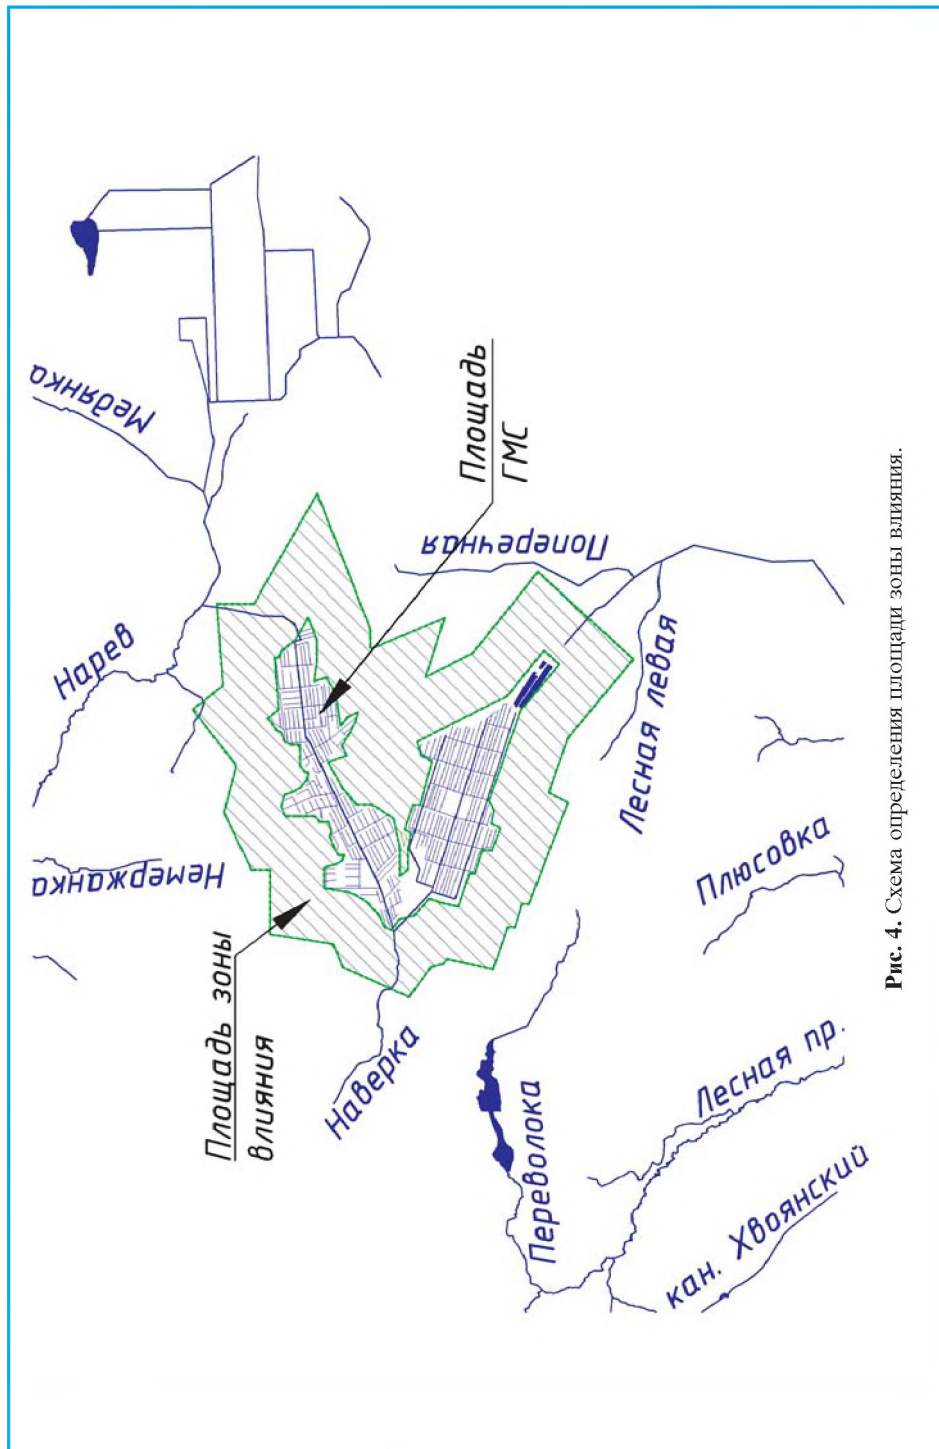 Медянка
Нарев
Площадь
ГМС
Поперечная
Немержанка
Лесная левая
Площадь зоны
влияния
Наверка
Плюсовка
Переволока
Лесная пр.
кан. Хвоянский
Рис. 4. Схема определения площади зоны влияния.